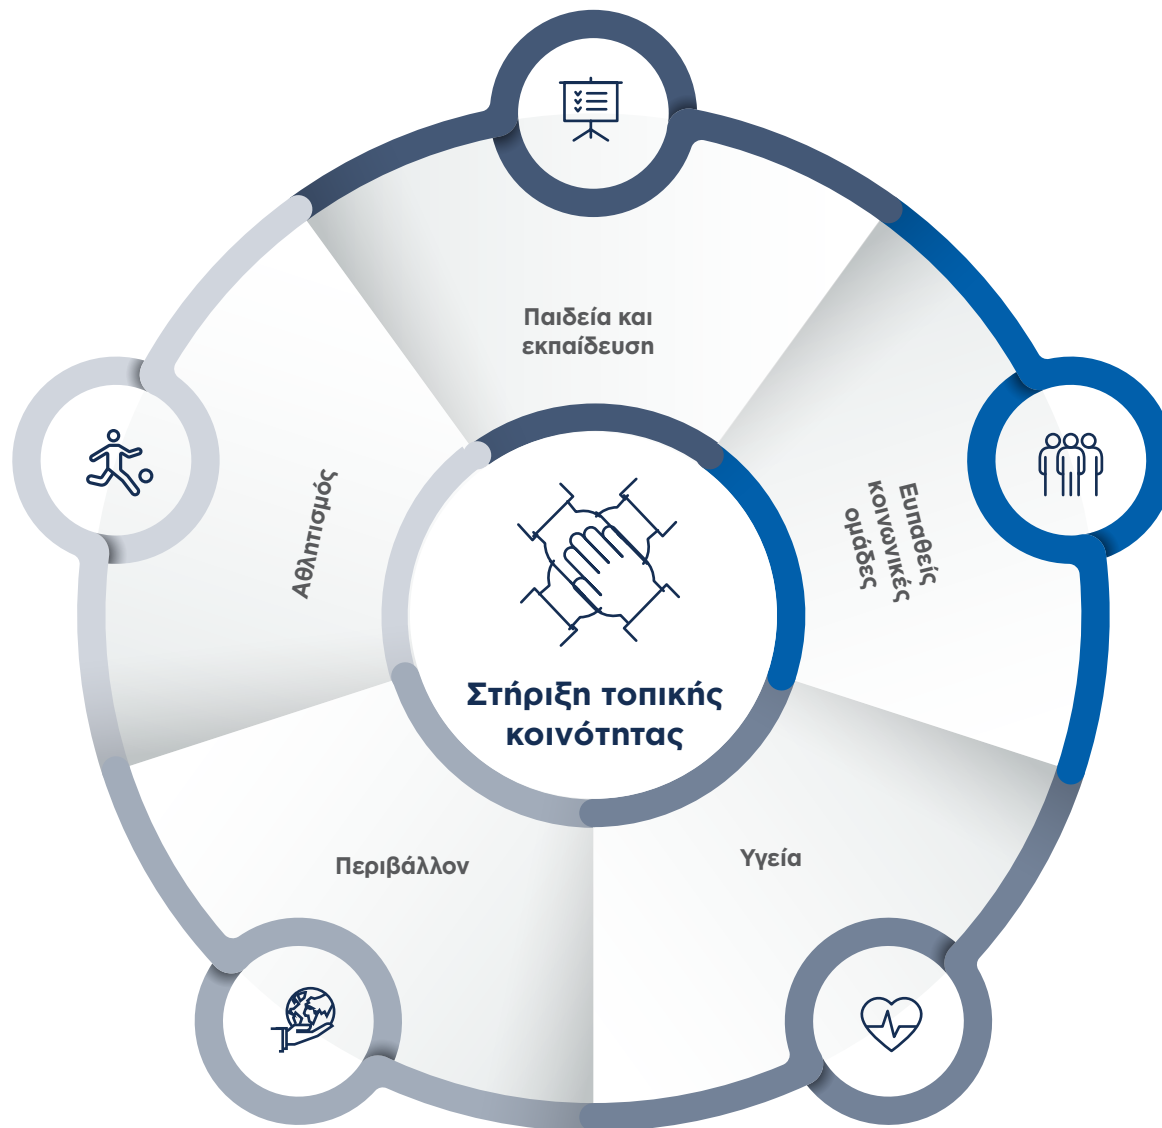 Παιδεία και
εκπαίδευση
Ευπαθείς
κοινωνικές
ομάδες
Αθλητισμός
Στήριξη τοπικής
κοινότητας
Περιβάλλον
Υγεία